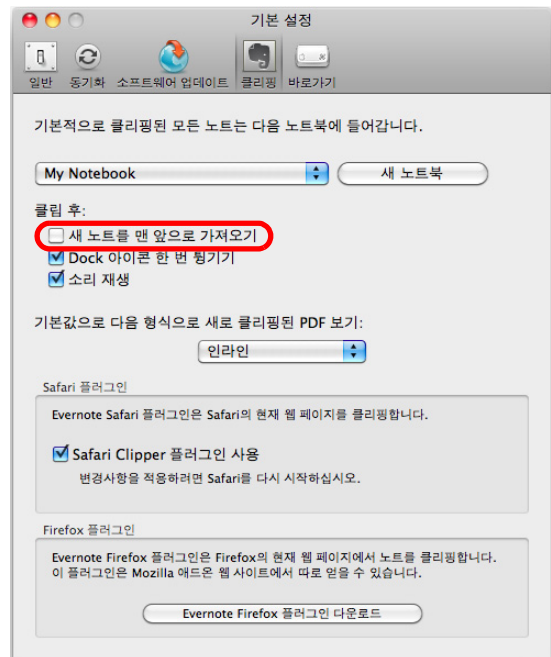 기본 설정
일반 동기화 소프트웨어 업데이트 클리핑 바로가기
기본적으로 클리핑된 모든 노트는 다음 노트북에 들어갑니다.
My Notebook 새 노트북
클립 후:
새 노트를 맨 앞으로 가져오기
Dock 아이콘 한 번 튕기기
소리 재생
기본값으로 다음 형식으로 새로 클리핑된 PDF 보기:
인라인
Safari 플러그인
Evernote Safari 플러그인은 Safari의 현재 웹 페이지를 클리핑합니다.
Safari Clipper 플러그인 사용
변경사항을 적용하려면 Safari를 다시 시작하십시오.
Firefox 플러그인
Evernote Firefox 플러그인은 Firefox의 현재 웹 페이지에서 노트를 클리핑합니다.
이 플러그인은 Mozilla 애드온 웹 사이트에서 따로 얻을 수 있습니다.
Evernote Firefox 플러그인 다운로드